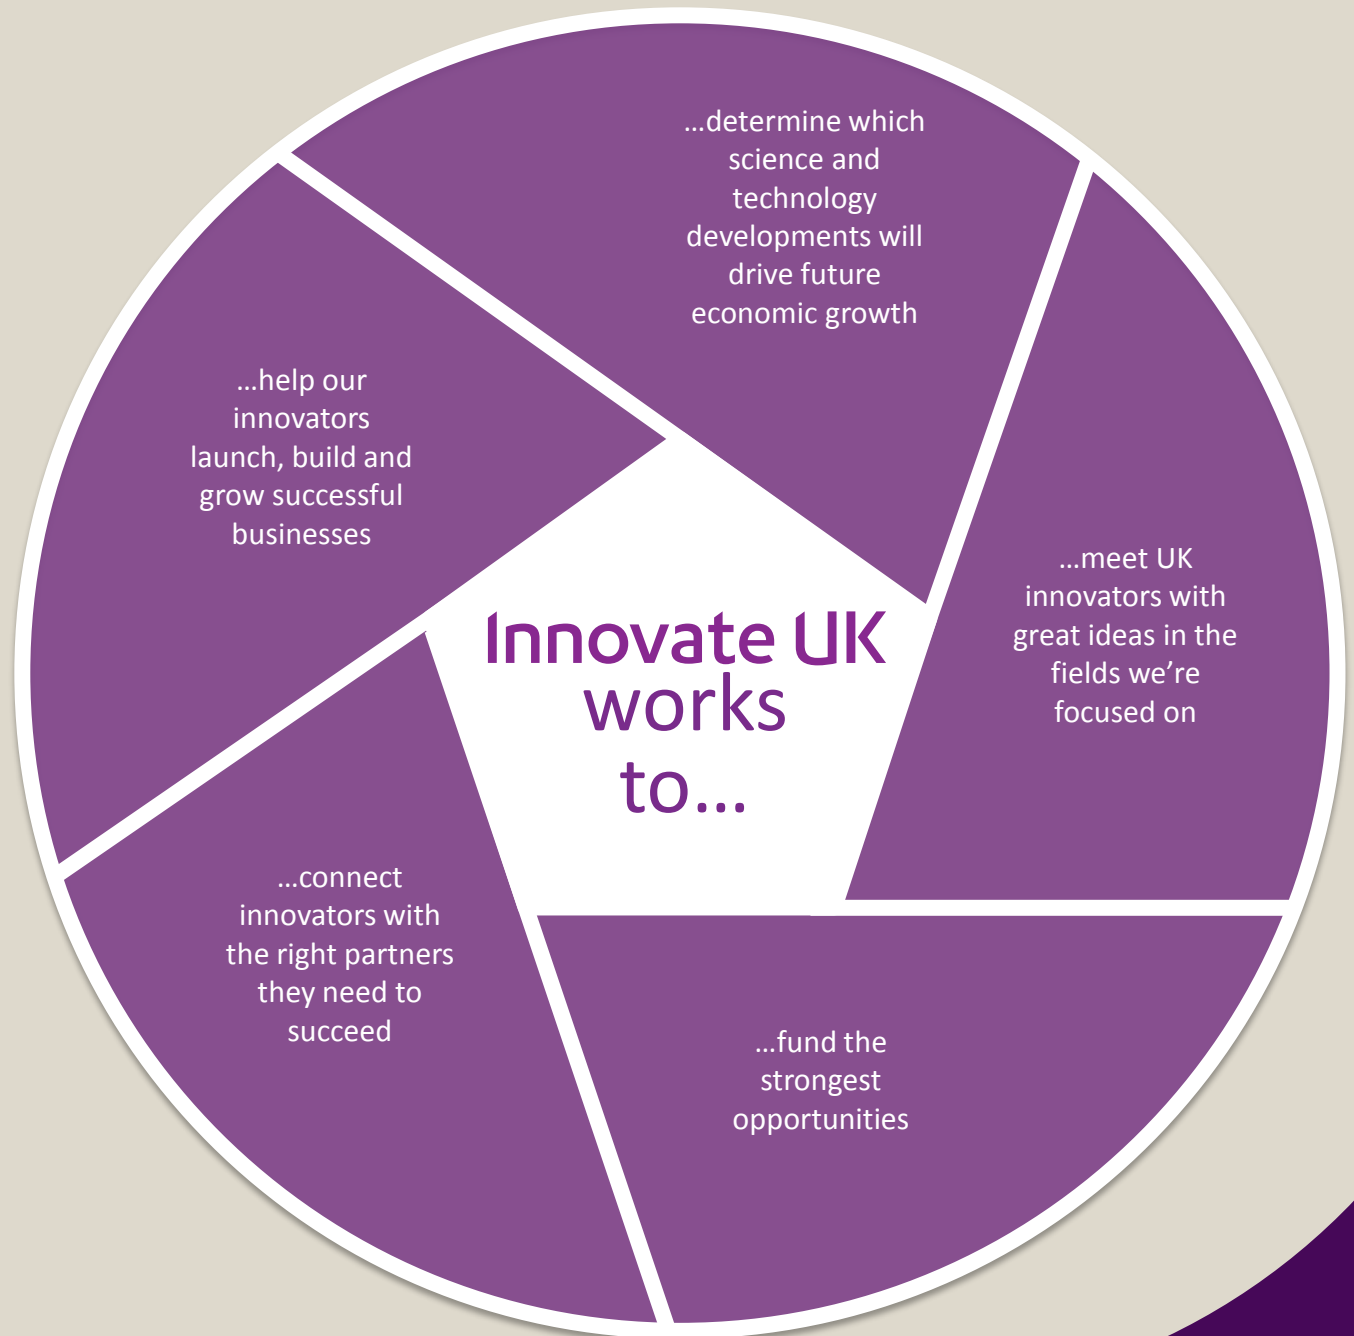 ...determine which
science and
technology
developments will
drive future
economic growth
...meet UK
innovators with
great ideas in the
fields we're
focused on
...fund the
strongest
opportunities
...connect
innovators with
the right partners
they need to
succeed
...help our
innovators
launch, build and
grow successful
businesses
Innovate UK
works
to...